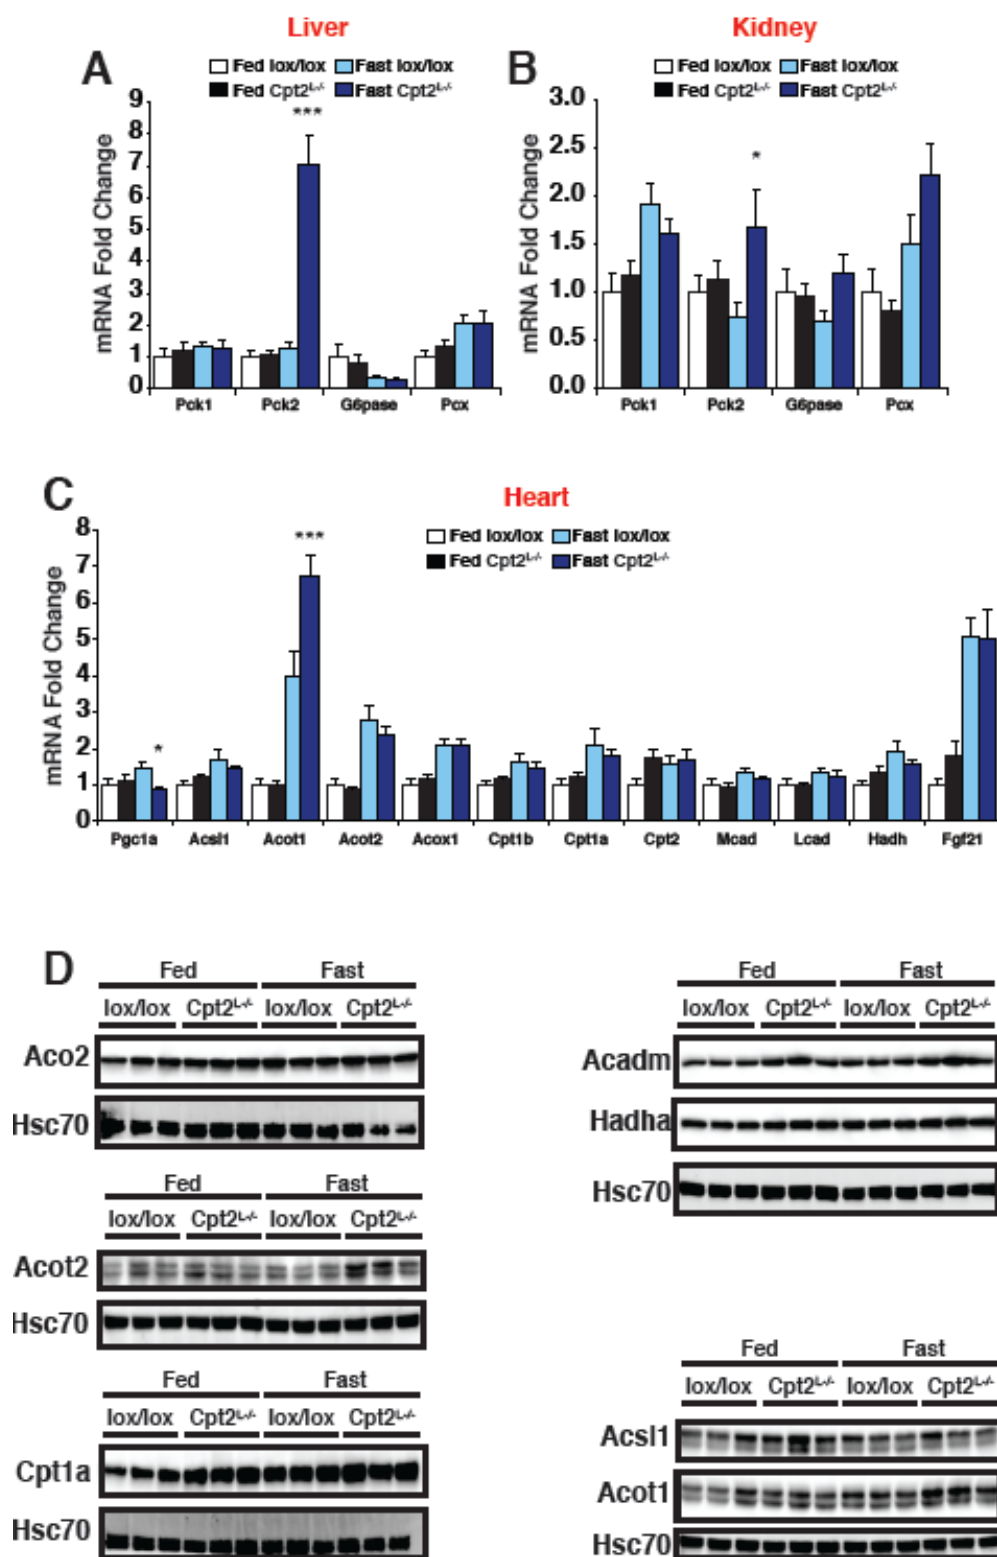 Liver
A
Fed lox/lox Fast lox/lox
Fed Cpt2L-/- Fast Cpt2L-/-
mRNA Fold Change
9
8
7
6
5
4
3
2
1
0
***
Pck1 Pck2 G6pase Pcx
Kidney
B
Fed lox/lox Fast lox/lox
Fed Cpt2L-/- Fast Cpt2L-/-
mRNA Fold Change
3.0
2.5
2.0
1.5
1.0
0.5
0.0
*
Pck1 Pck2 G6pase Pcx
C
Heart
Fed lox/lox Fast lox/lox
Fed Cpt2L-/- Fast Cpt2L-/-
mRNA Fold Change
8
7
6
5
4
3
2
1
0
* ***
Pgc1a Acsl1 Acot1 Acot2 Acox1 Cpt1b Cpt1a Cpt2 Mcad Lcad Hadh Fgf21
D
Fed Fast
lox/lox Cpt2L-/- lox/lox Cpt2L-/-
Aco2
Hsc70
Fed Fast
lox/lox Cpt2L-/- lox/lox Cpt2L-/-
Acot2
Hsc70
Fed Fast
lox/lox Cpt2L-/- lox/lox Cpt2L-/-
Cpt1a
Hsc70
Fed Fast
lox/lox Cpt2L-/- lox/lox Cpt2L-/-
Acadm
Hadha
Hsc70
Fed Fast
lox/lox Cpt2L-/- lox/lox Cpt2L-/-
Acsl1
Acot1
Hsc70